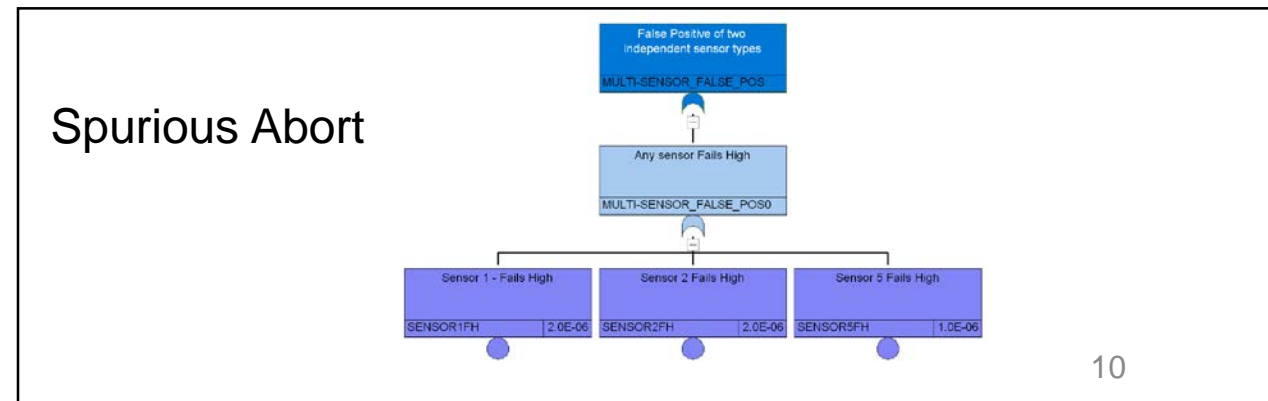 False Positive of two
independent sensor types
MULTI-SENSOR_FALSE_POS
Spurious Abort
Any sensor Fails High
MULTI-SENSOR_FALSE_POS0
Sensor 1 - Fails High
SENSOR1FH 2.0E-06
Sensor 2 Fails High
SENSOR2FH 2.0E-06
Sensor 5 Fails High
SENSOR5FH 1.0E-06
10